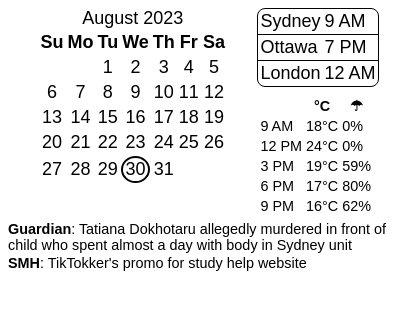 August 2023
Su Mo Tu We Th Fr Sa
1 2 3 4 5
6 7 8 9 10 11 12
13 14 15 16 17 18 19
20 21 22 23 24 25 26
27 28 29 30 31
Sydney 9 AM
Ottawa 7 PM
London 12 AM
°C ☂
9 AM 18°C 0%
12 PM 24°C 0%
3 PM 19°C 59%
6 PM 17°C 80%
9 PM 16°C 62%
Guardian: Tatiana Dokhotaru allegedly murdered in front of
child who spent almost a day with body in Sydney unit
SMH: TikTokker's promo for study help website